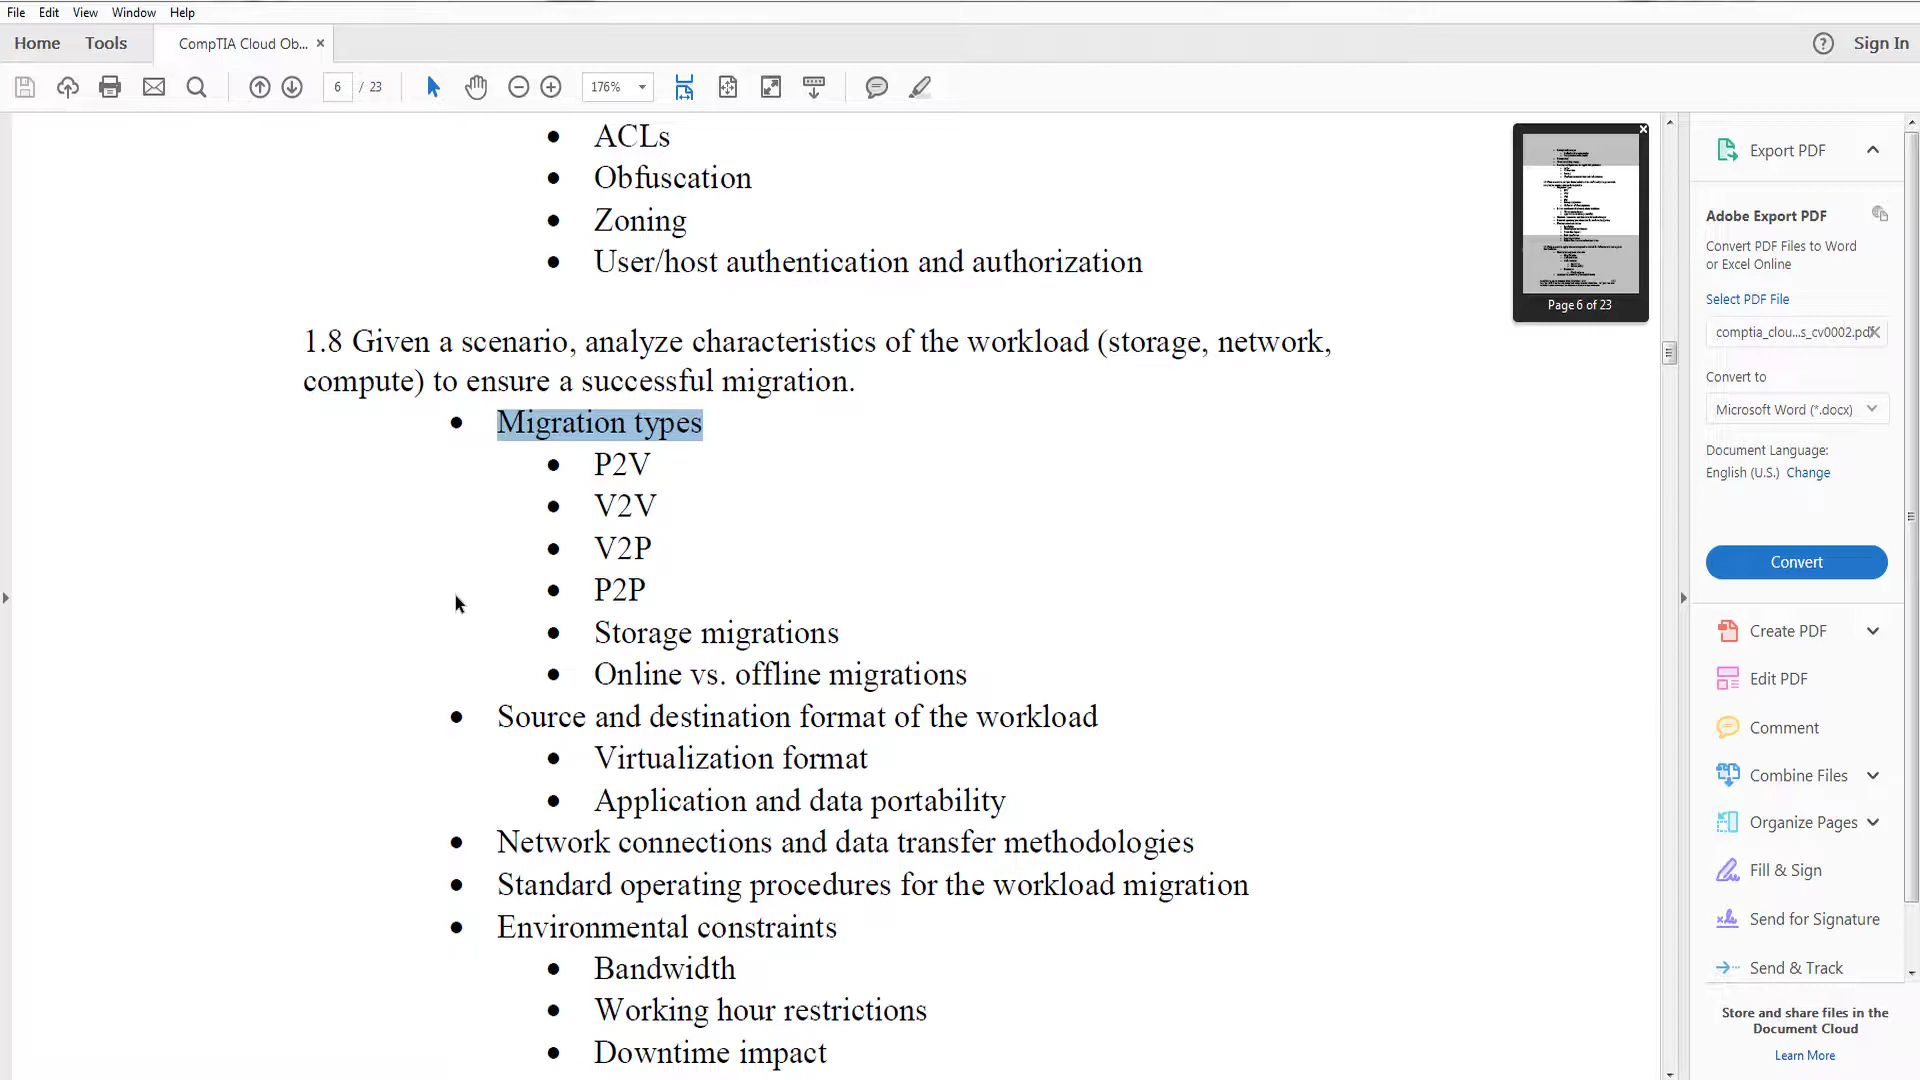 File Edit View Window Help
Home Tools CompTIA Cloud Ob... × Sign In
6 / 23 176%
• ACLs
• Obfuscation
• Zoning
• User/host authentication and authorization
1.8 Given a scenario, analyze characteristics of the workload (storage, network,
compute) to ensure a successful migration.
• Migration types
• P2V
• V2V
• V2P
• P2P
• Storage migrations
• Online vs. offline migrations
• Source and destination format of the workload
• Virtualization format
• Application and data portability
• Network connections and data transfer methodologies
• Standard operating procedures for the workload migration
• Environmental constraints
• Bandwidth
• Working hour restrictions
• Downtime impact
Page 6 of 23
Export PDF
Adobe Export PDF
Convert PDF Files to Word
or Excel Online
Select PDF File
comptia_clou...s_cv0002.pdf
Convert to
Microsoft Word (*.docx)
Document Language:
English (U.S.) Change
Convert
Create PDF
Edit PDF
Comment
Combine Files
Organize Pages
Fill & Sign
Send for Signature
Send & Track
Store and share files in the
Document Cloud
Learn More